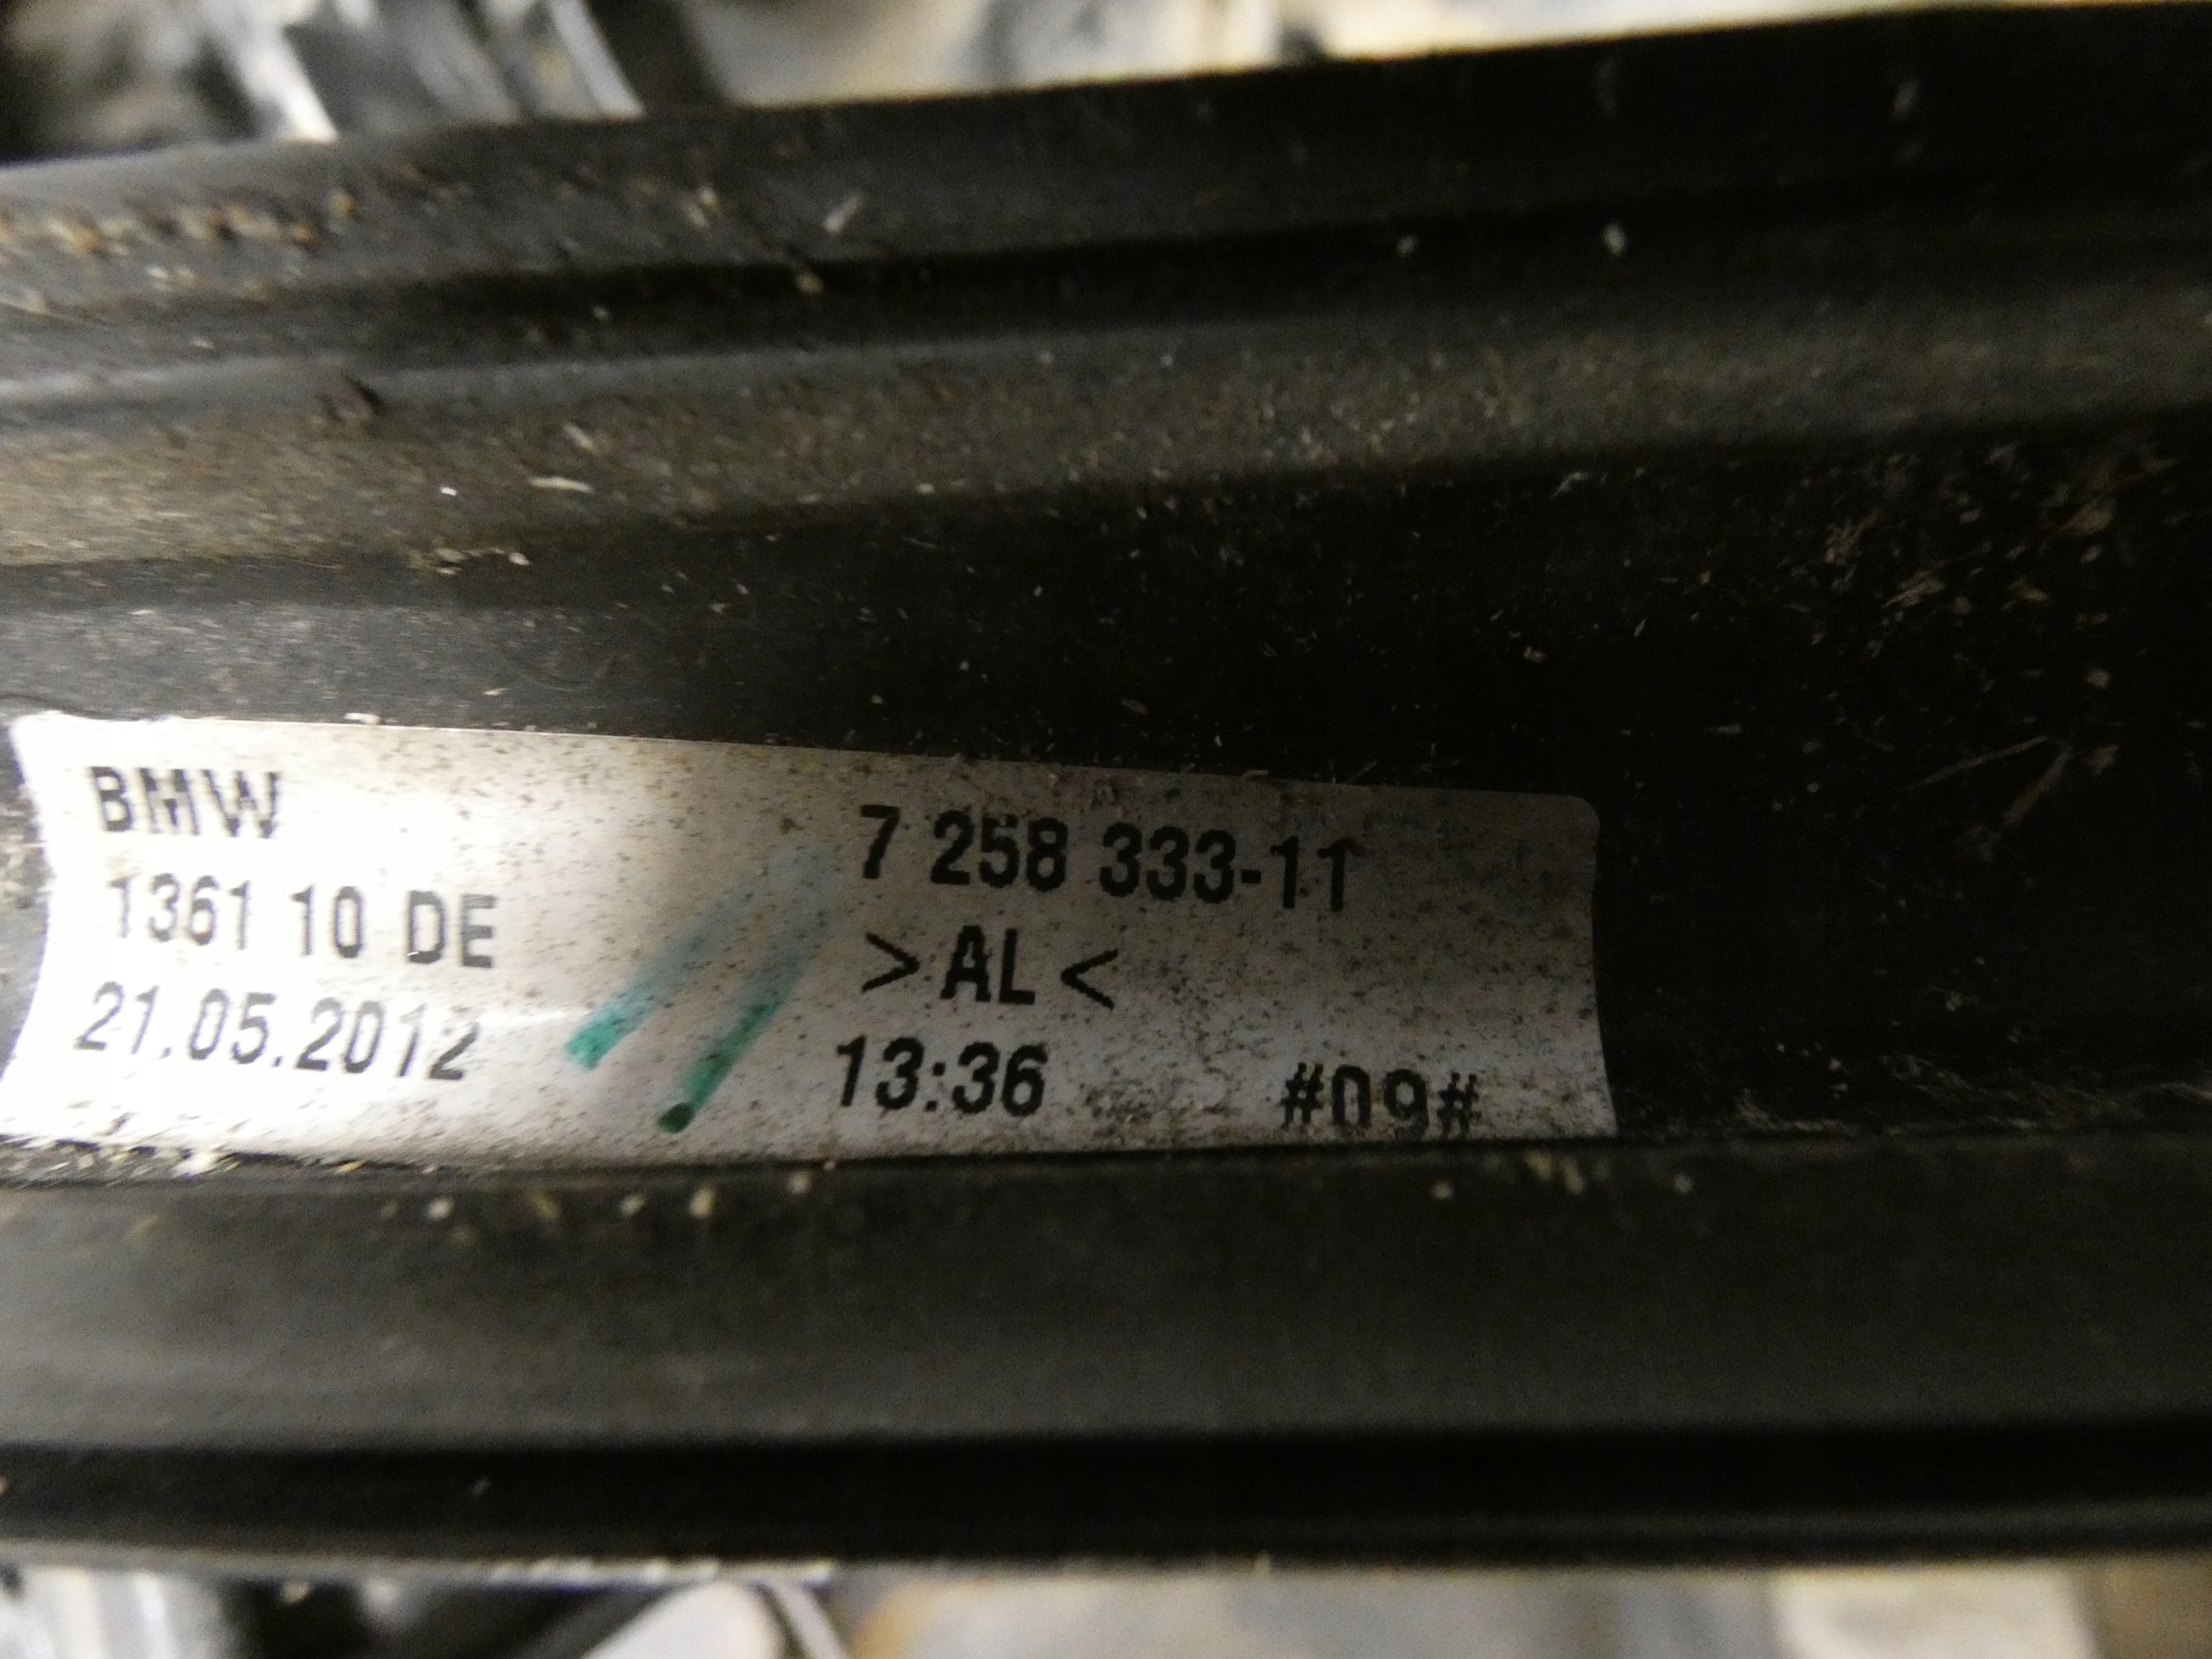 BMW 7 258 333-11
1361 10 DE >AL<
21.05.2012 13:36 #09#